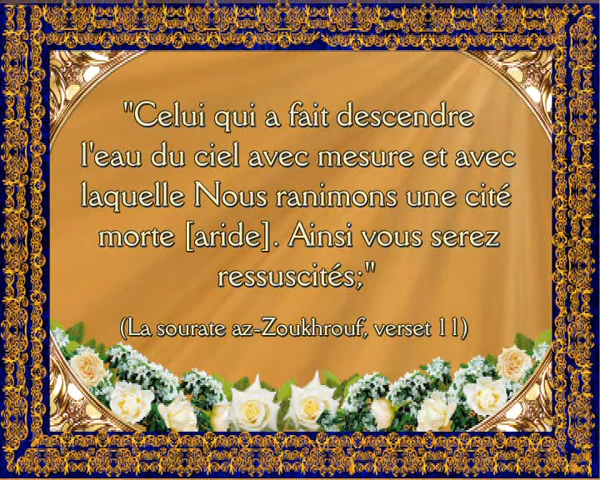 "Celui qui a fait descendre
l'eau du ciel avec mesure et avec
laquelle Nous ranimons une cité
morte [aride]. Ainsi vous serez
ressuscités;"
(La sourate az-Zoukhrouf, verset 11)